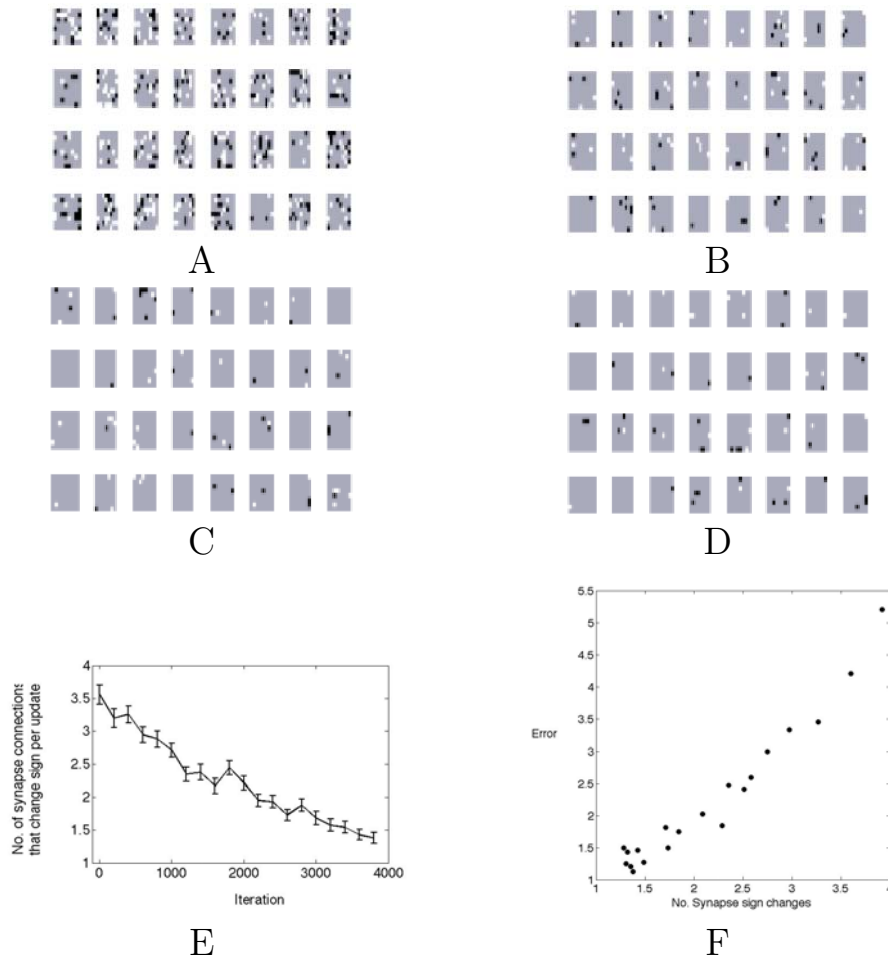 A
B
C
D
4
3.5
3
2.5
2
1.5
1
0
1000
2000
3000
4000
No. of synapse connections
that change sign per update
Iteration
E
5.5
5
4.5
4
3.5
3
2.5
2
1.5
1
1
1.5
2
2.5
3
3.5
Error
No. Synapse sign changes
F